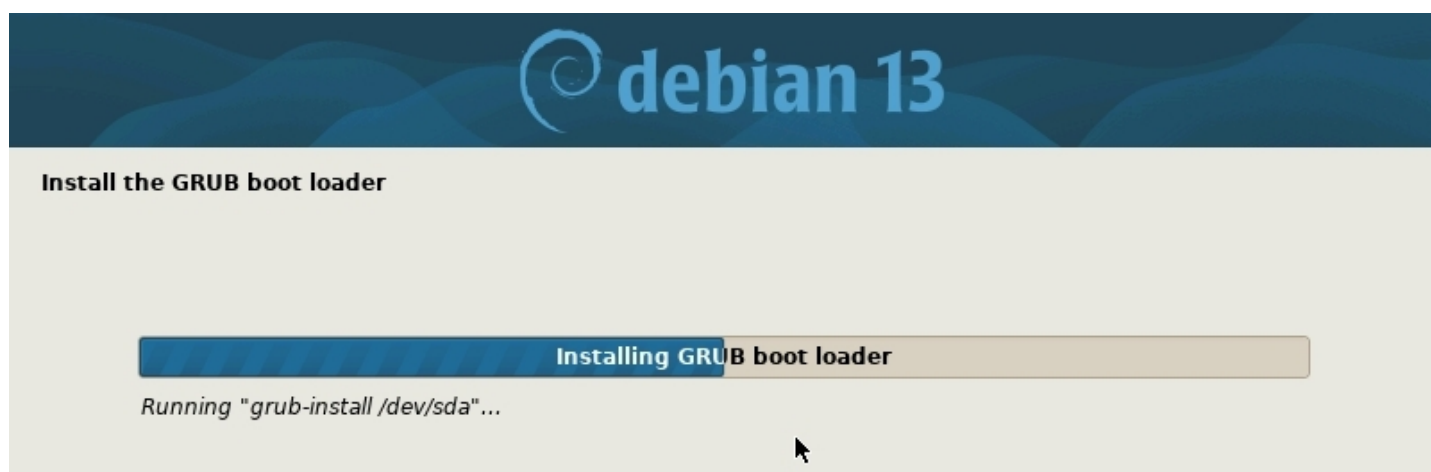 debian 13
Install the GRUB boot loader
Installing GRUB boot loader
Running "grub-install /dev/sda"...